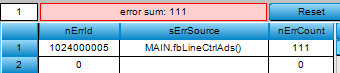 1 error sum: 111 Reset
nErrId sErrSource nErrCount
1 1024000005 MAIN.fbLineCtrlAds() 111
2 0 0